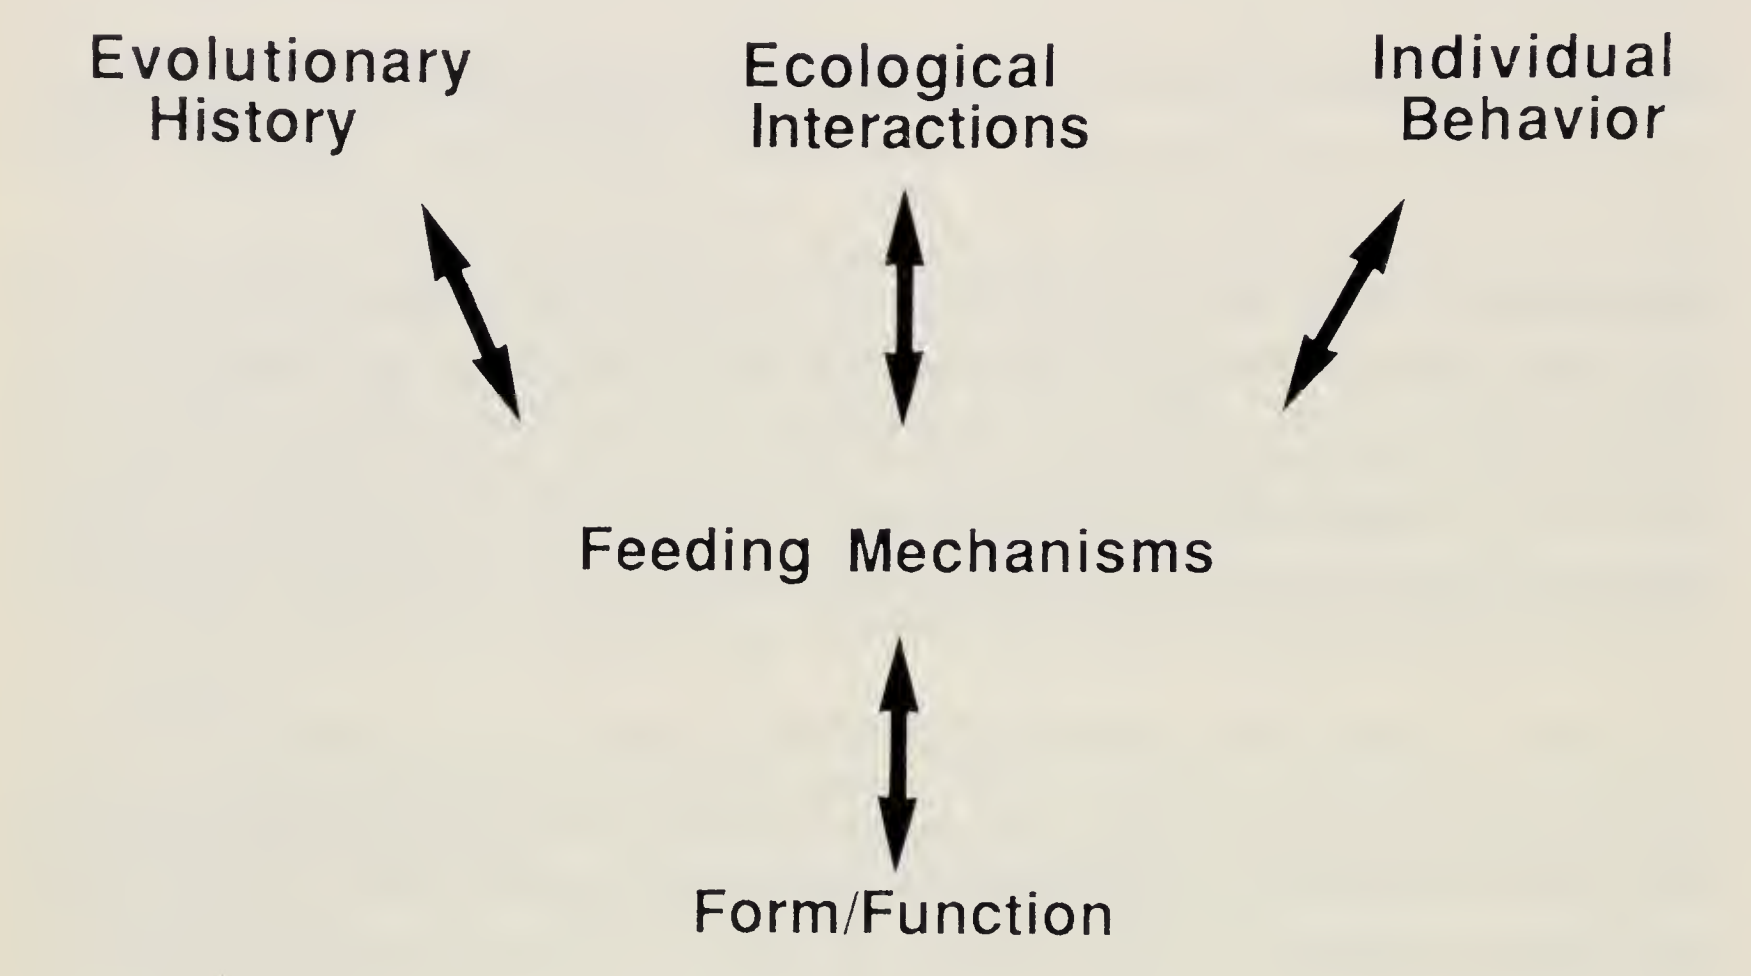 Evolutionary
History
Ecological
Interactions
Individual
Behavior
Feeding Mechanisms
Form/Function